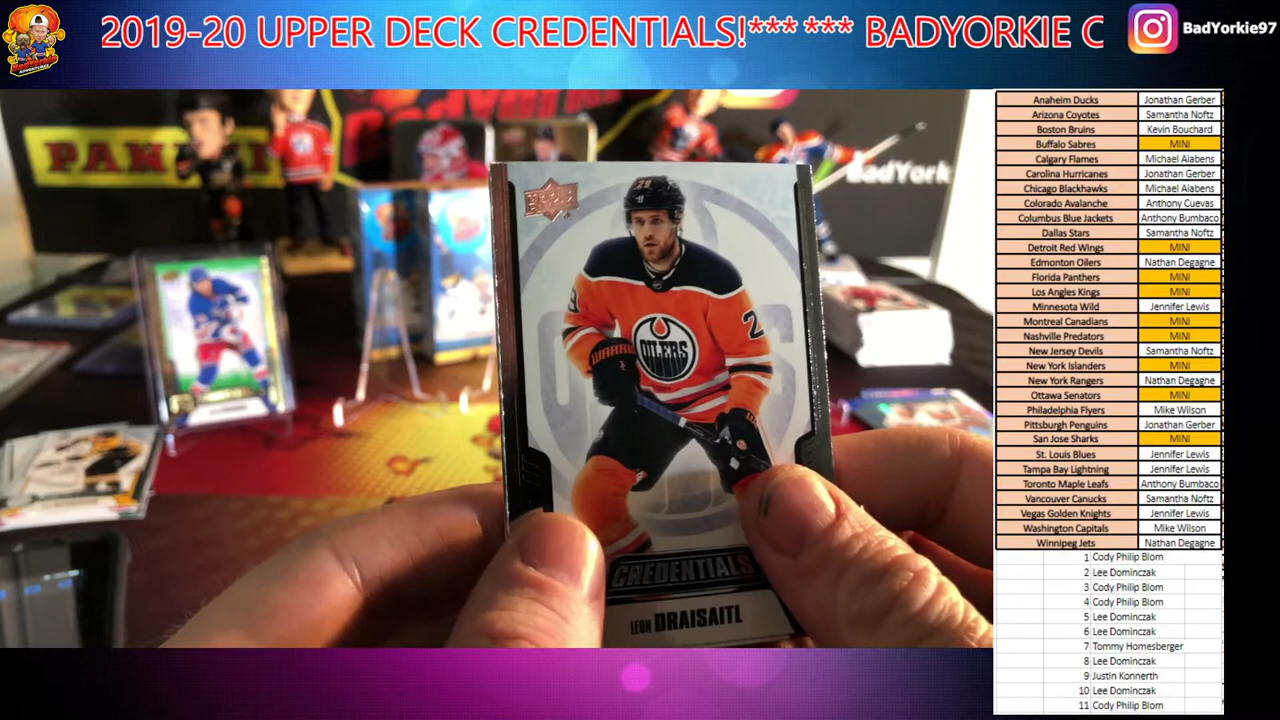 2019-20 UPPER DECK CREDENTIALS!*** *** BADYORKIE C
BadYorkie97
PANINI
BadYork
29
2
WARRIOR
OILERS
CREDENTIALS
LEON DRAISAITL
Anaheim Ducks Jonathan Gerber
Arizona Coyotes Samantha Noftz
Boston Bruins Kevin Bouchard
Buffalo Sabres MINI
Calgary Flames Michael Aiabens
Carolina Hurricanes Jonathan Gerber
Chicago Blackhawks Michael Aiabens
Colorado Avalanche Anthony Cuevas
Columbus Blue Jackets Anthony Bumbaco
Dallas Stars Samantha Noftz
Detroit Red Wings MINI
Edmonton Oilers Nathan Degagne
Florida Panthers MINI
Los Angles Kings MINI
Minnesota Wild Jennifer Lewis
Montreal Canadians MINI
Nashville Predators MINI
New Jersey Devils Samantha Noftz
New York Islanders MINI
New York Rangers Nathan Degagne
Ottawa Senators MINI
Philadelphia Flyers Mike Wilson
Pittsburgh Penguins Jonathan Gerber
San Jose Sharks MINI
St. Louis Blues Jennifer Lewis
Tampa Bay Lightning Jennifer Lewis
Toronto Maple Leafs Anthony Bumbaco
Vancouver Canucks Samantha Noftz
Vegas Golden Knights Jennifer Lewis
Washington Capitals Mike Wilson
Winnipeg Jets Nathan Degagne
1 Cody Philip Blom
2 Lee Dominczak
3 Cody Philip Blom
4 Cody Philip Blom
5 Lee Dominczak
6 Lee Dominczak
7 Tommy Homesberger
8 Lee Dominczak
9 Justin Konnerth
10 Lee Dominczak
11 Cody Philip Blom